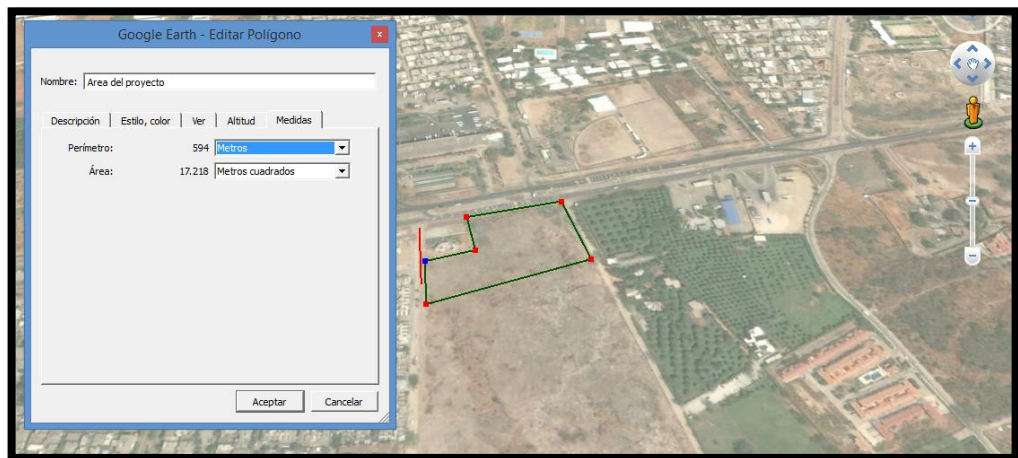 Google Earth - Editar Polígono
x
Nombre: Area del proyecto
Descripción Estilo, color Ver Altitud Medidas
Perímetro: 594 Metros
Área: 17.218 Metros cuadrados
Aceptar Cancelar